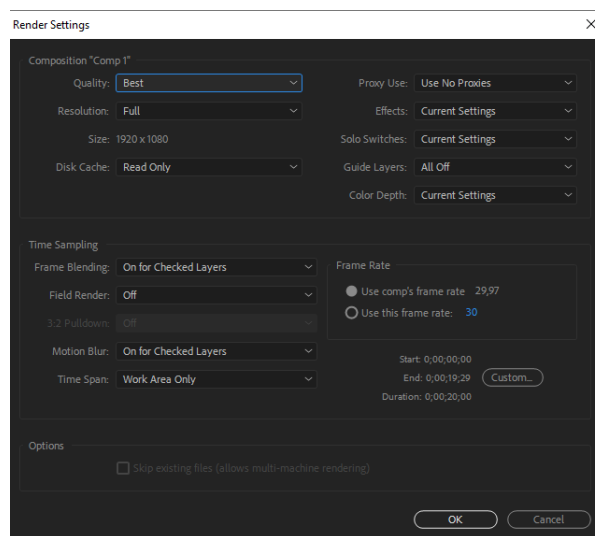 Render Settings
Composition "Comp 1"
Quality: Best
Proxy Use: Use No Proxies
Resolution: Full
Effects: Current Settings
Size: 1920 x 1080
Solo Switches: Current Settings
Disk Cache: Read Only
Guide Layers: All Off
Color Depth: Current Settings
Time Sampling
Frame Blending: On for Checked Layers
Frame Rate
Field Render: Off
Use comp's frame rate 29,97
3:2 Pulldown: Off
Use this frame rate: 30
Motion Blur: On for Checked Layers
Start: 0;00;00;00
Time Span: Work Area Only
End: 0;00;19;29 Custom...
Duration: 0;00;20;00
Options
Skip existing files (allows multi-machine rendering)
OK Cancel